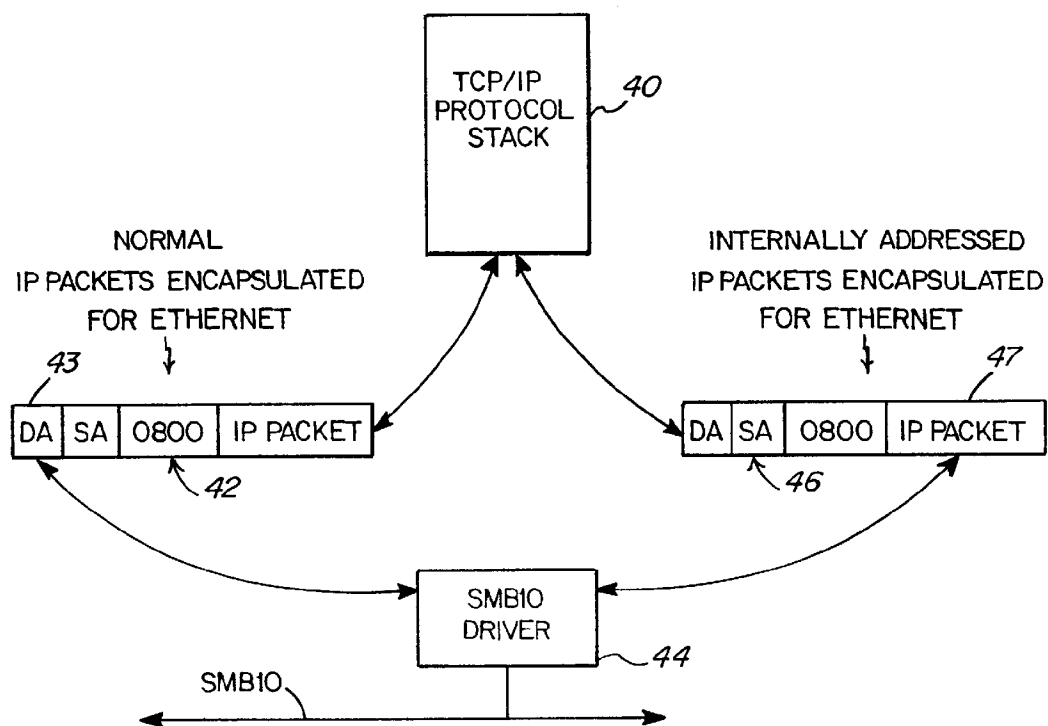 TCP/IP
PROTOCOL
STACK
40
NORMAL
IP PACKETS ENCAPSULATED
FOR ETHERNET
INTERNALLY ADDRESSED
IP PACKETS ENCAPSULATED
FOR ETHERNET
43
47
DA SA 0800 IP PACKET
DA SA 0800 IP PACKET
42
46
SMB10
DRIVER
44
SMB10